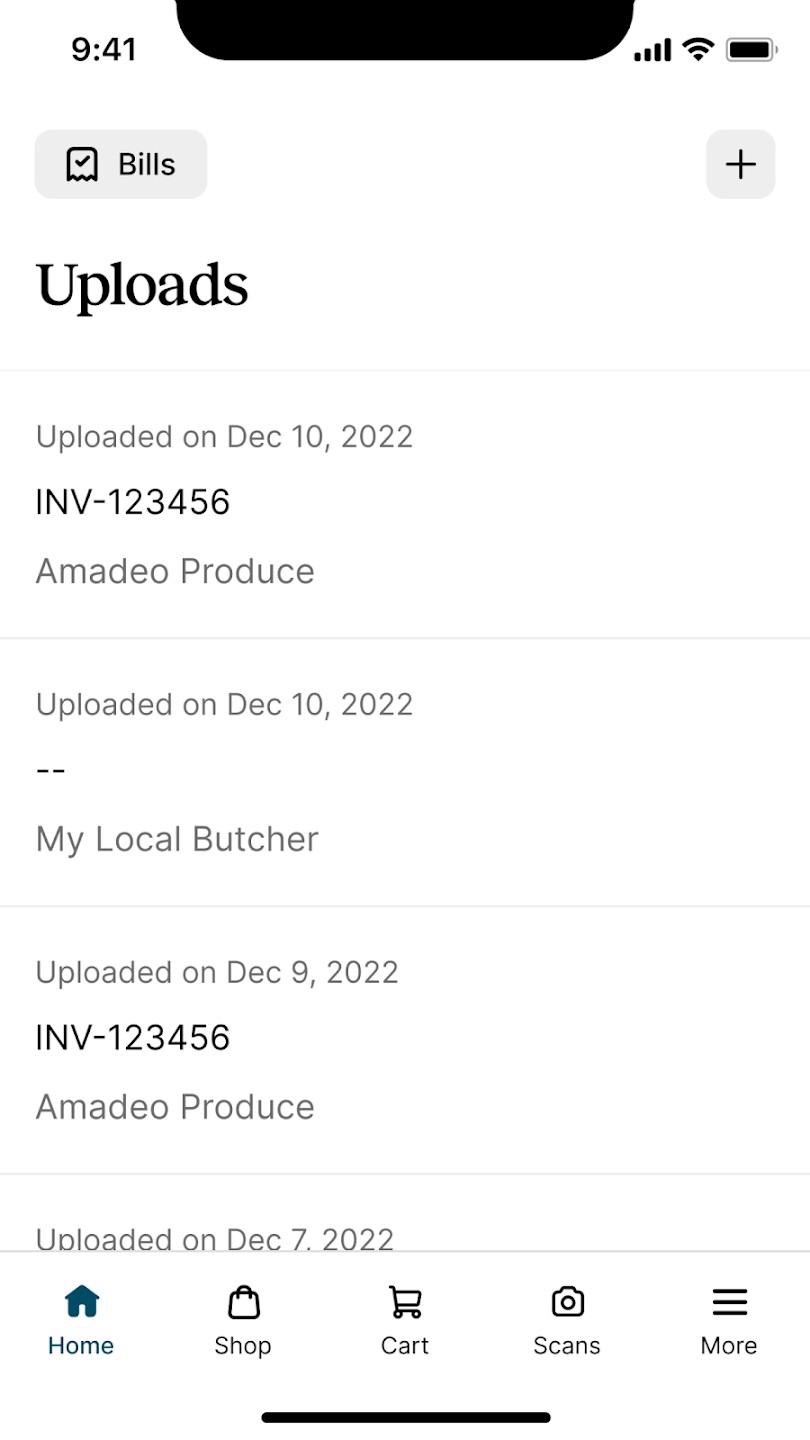 9:41
Bills
Uploads
Uploaded on Dec 10, 2022
INV-123456
Amadeo Produce
Uploaded on Dec 10, 2022
--
My Local Butcher
Uploaded on Dec 9, 2022
INV-123456
Amadeo Produce
Uploaded on Dec 7, 2022
Home
Shop
Cart
Scans
More